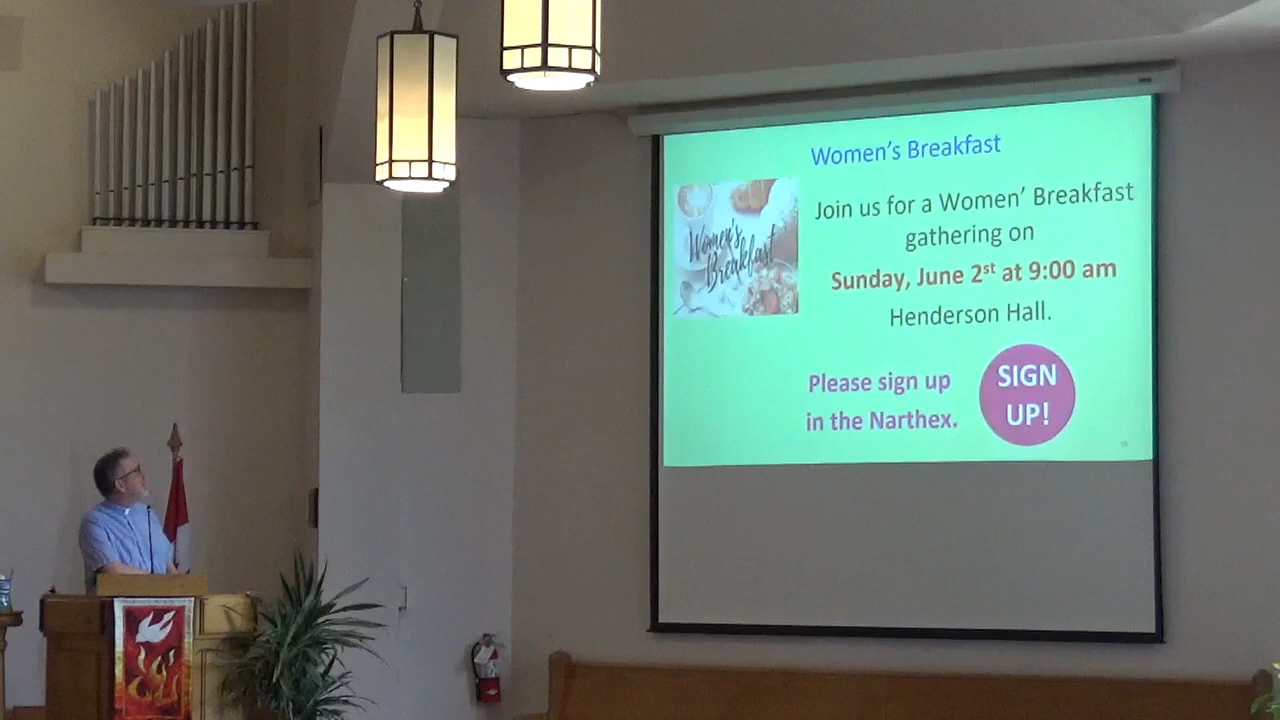 Women's Breakfast
Women's
Breakfast
Join us for a Women' Breakfast
gathering on
Sunday, June 2st at 9:00 am
Henderson Hall.
Please sign up
in the Narthex.
SIGN
UP!